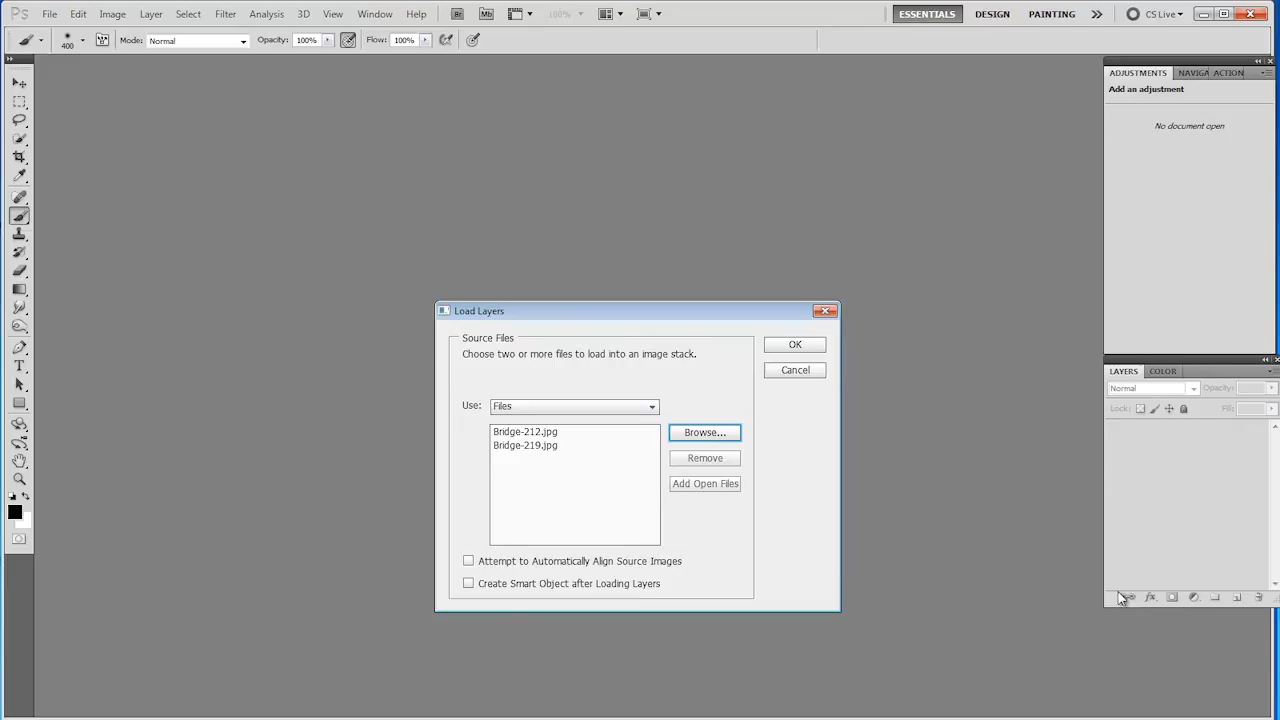 Ps File Edit Image Layer Select Filter Analysis 3D View Window Help Br Mb 100% ESSENTIALS DESIGN PAINTING CS Live
400 Mode: Normal Opacity: 100% Flow: 100%
ADJUSTMENTS NAVIGA ACTION
Add an adjustment
No document open
Load Layers
Source Files
Choose two or more files to load into an image stack.
OK
Cancel
Use: Files
Bridge-212.jpg
Bridge-219.jpg
Browse...
Remove
Add Open Files
Attempt to Automatically Align Source Images
Create Smart Object after Loading Layers
LAYERS COLOR
Normal Opacity:
Lock: Fill:
fx